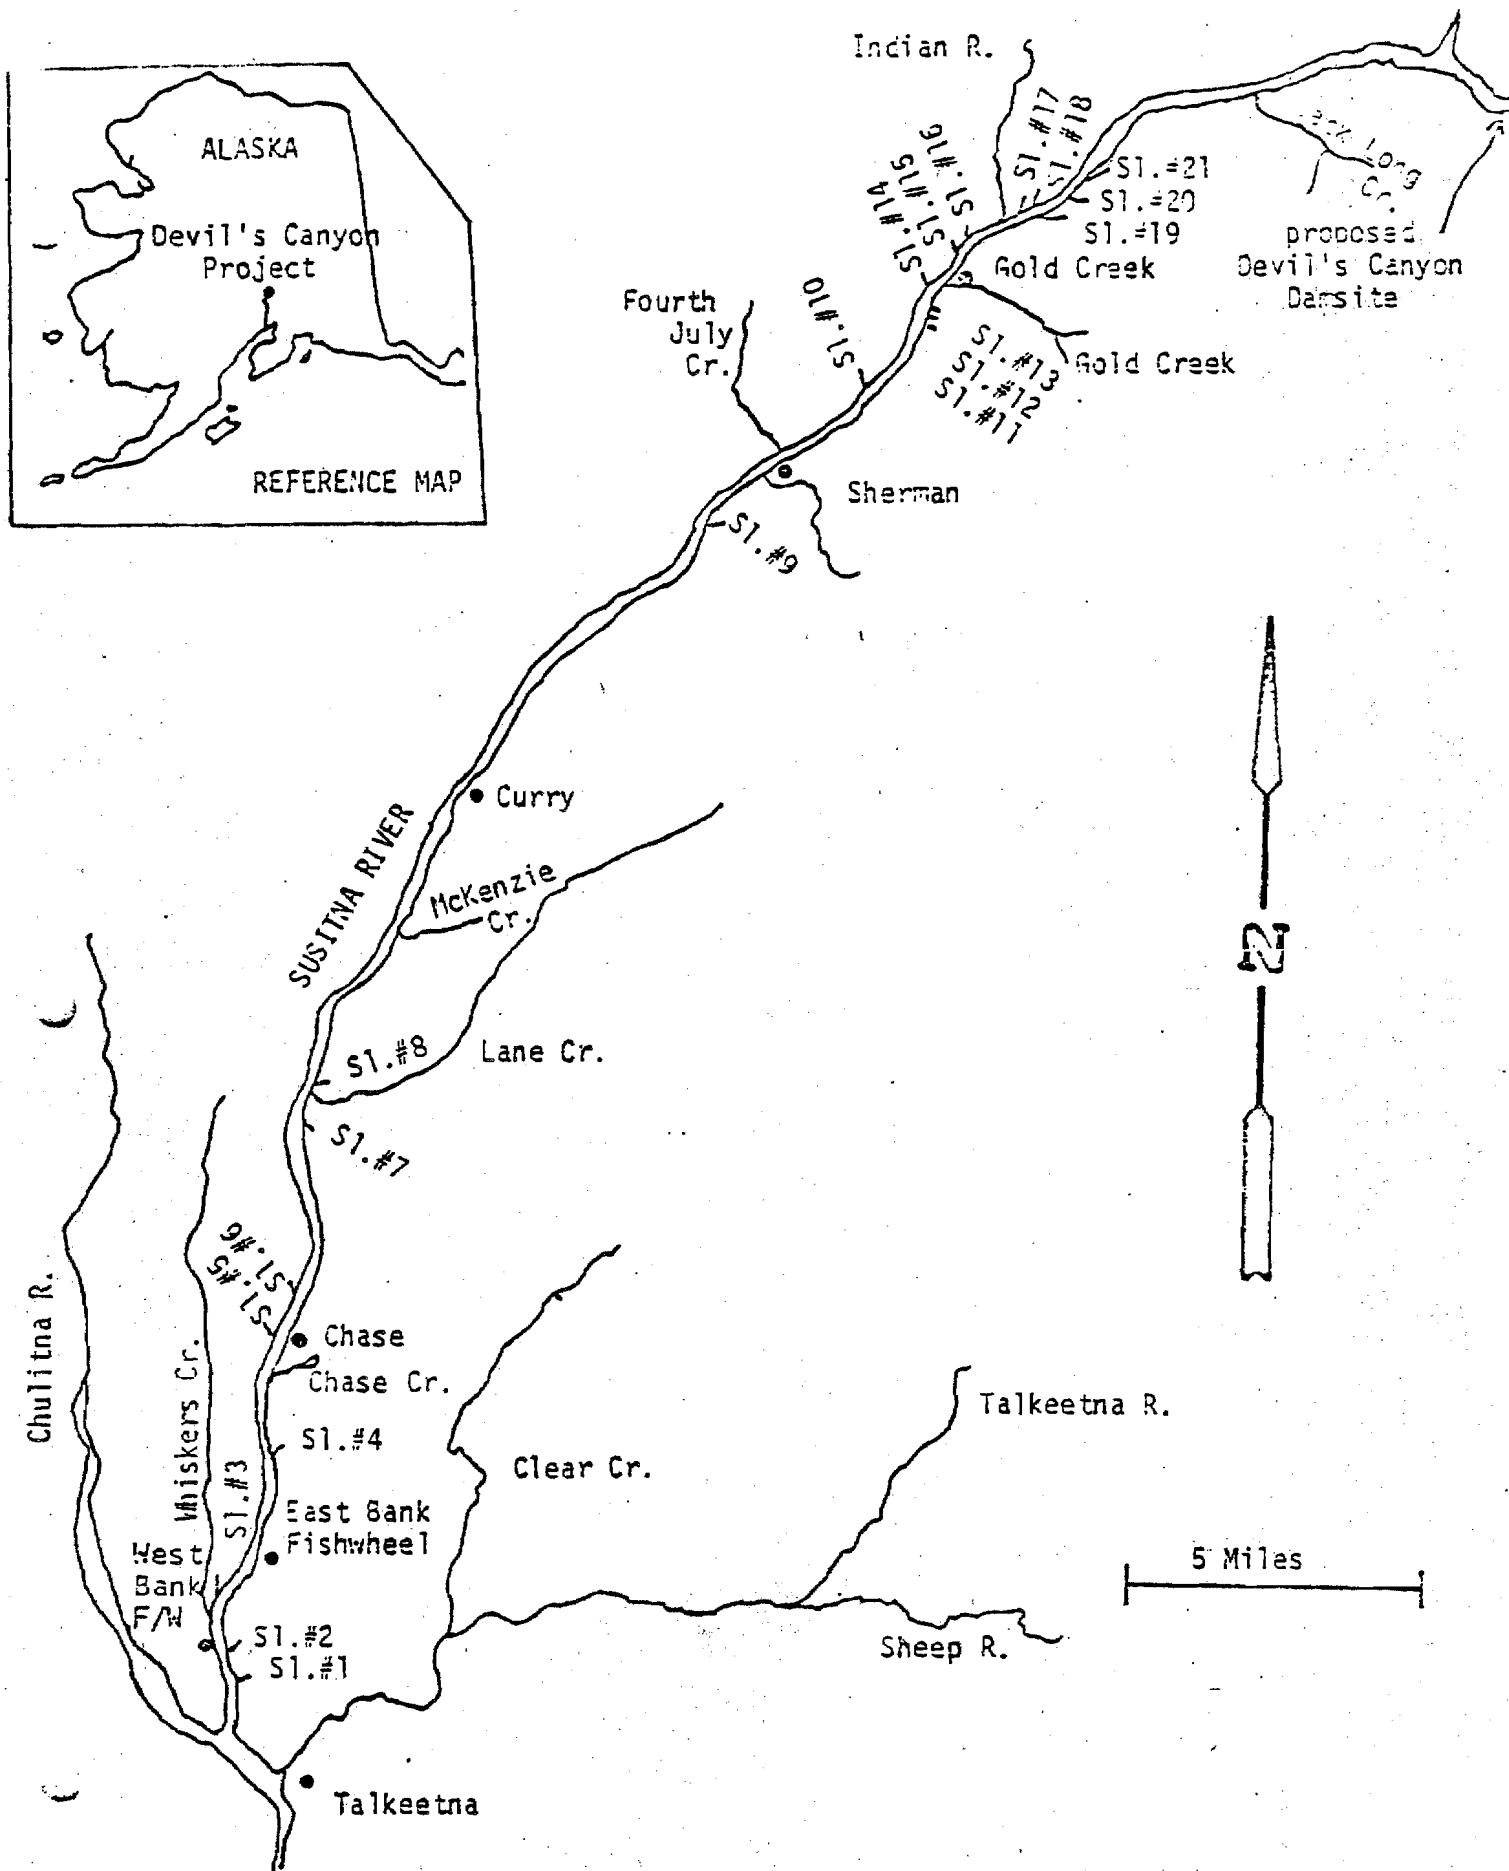 Indian R.
ALASKA
Devil's Canyon
Project
REFERENCE MAP
Sl.#17
Sl.#18
Sl.#16
Sl.#15
Sl.#14
Sl.#21
Sl.#20
Sl.#19
Long
Cr.
proposed
Devil's Canyon
Damsite
Gold Creek
Gold Creek
Sl.#13
Sl.#12
Sl.#11
Sl.#10
Fourth
July
Cr.
Sherman
Sl.#9
Curry
SUSITNA RIVER
McKenzie
Cr.
Sl.#8
Lane Cr.
Sl.#7
N
Sl.#6
Sl.#5
Chase
Chase Cr.
Chulitna R.
Whiskers Cr.
Sl.#4
Sl.#3
Clear Cr.
Talkeetna R.
East Bank
Fishwheel
West
Bank
F/W
5 Miles
Sl.#2
Sl.#1
Sheep R.
Talkeetna